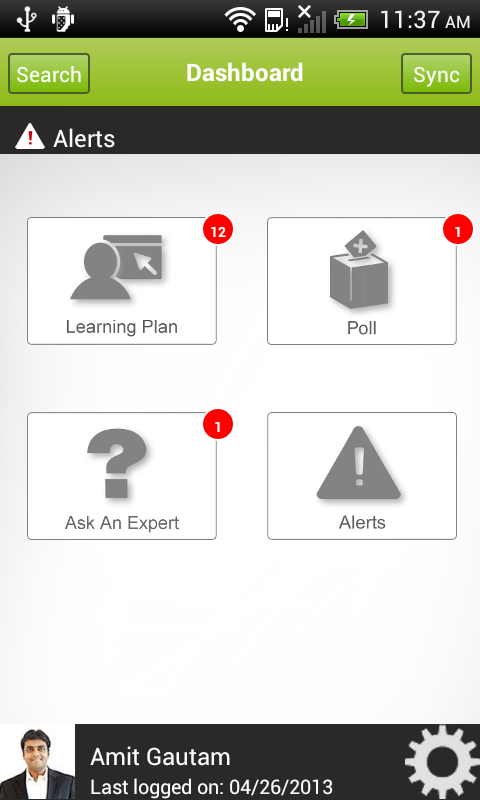 11:37 AM
Search Dashboard Sync
Alerts
12 1
Learning Plan Poll
1
Ask An Expert Alerts
Amit Gautam
Last logged on: 04/26/2013